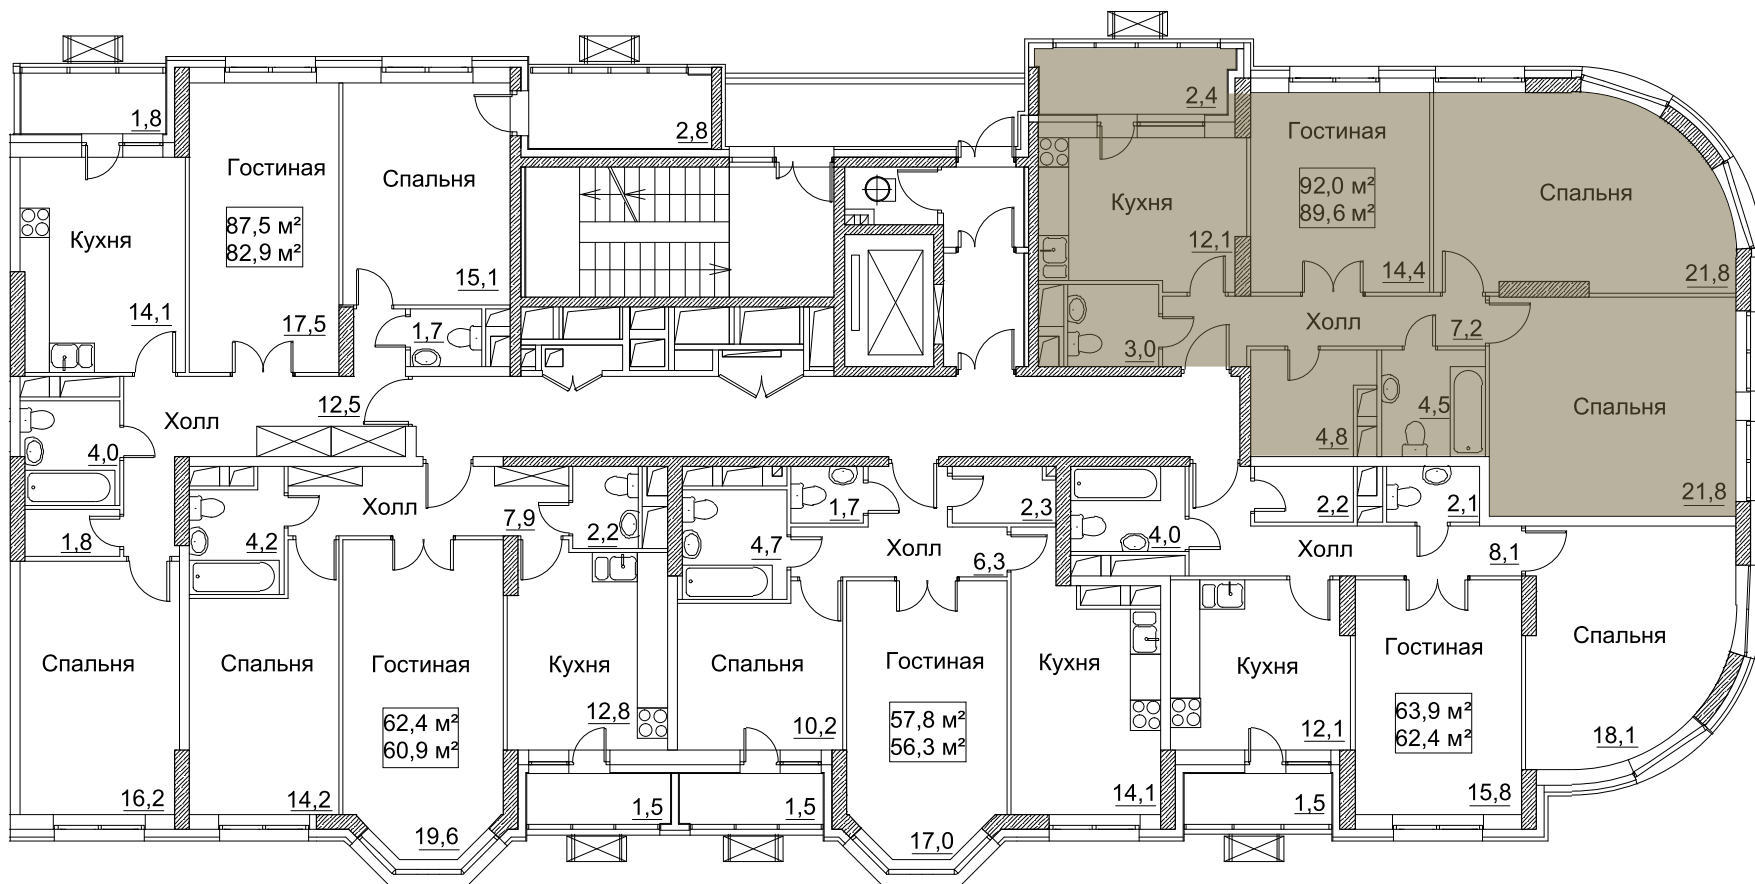 1,8
Гостиная
87,5 м²
82,9 м²
Кухня
14,1
17,5
Спальня
15,1
2,8
1,7
12,5
Холл
4,0
1,8
Спальня
16,2
2,4
Гостиная
92,0 м²
89,6 м²
Кухня
12,1
14,4
Спальня
21,8
Холл
7,2
3,0
4,8
4,5
Спальня
21,8
Холл
7,9
2,2
4,2
Спальня
14,2
Гостиная
62,4 м²
60,9 м²
19,6
Кухня
12,8
1,5
1,7
2,3
4,7
Холл
6,3
Спальня
10,2
1,5
Гостиная
57,8 м²
56,3 м²
17,0
Кухня
14,1
4,0
2,2
2,1
Холл
8,1
Кухня
12,1
1,5
Гостиная
63,9 м²
62,4 м²
15,8
Спальня
18,1